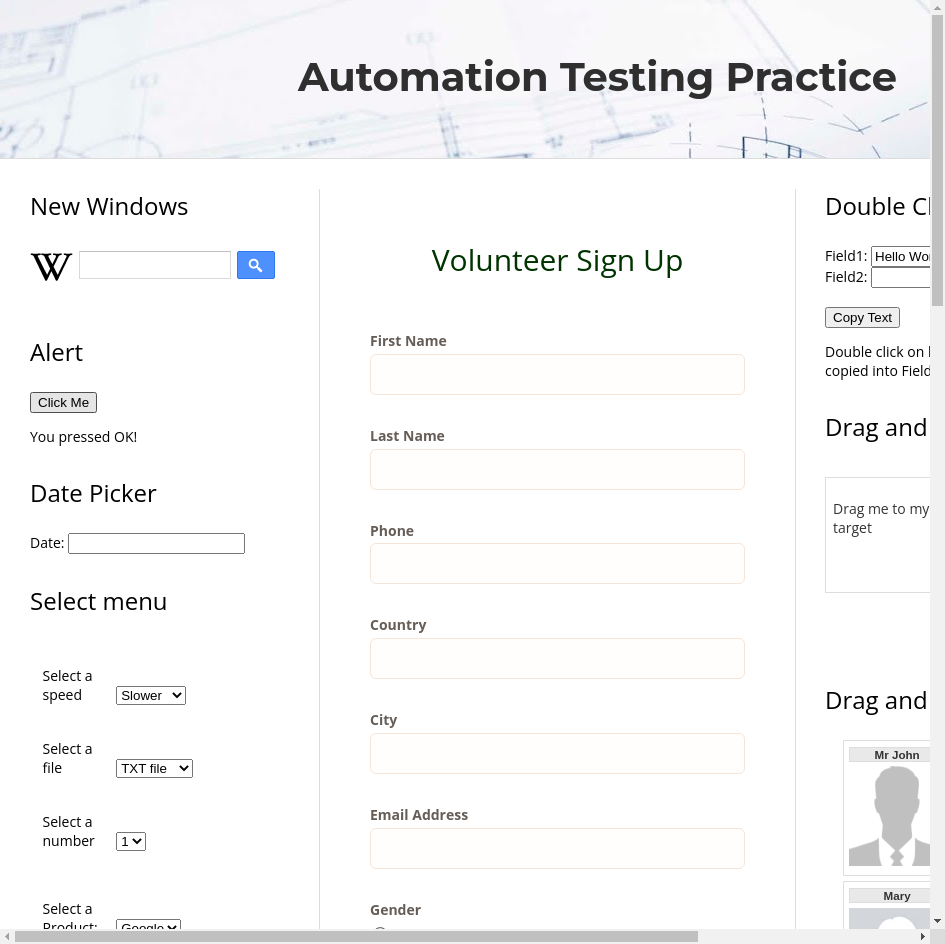 Automation Testing Practice
New Windows
W
Alert
Click Me
You pressed OK!
Date Picker
Date:
Select menu
Select a
speed
Slower
Select a
file
TXT file
Select a
number
1
Select a
Product:
Google
Volunteer Sign Up
First Name
Last Name
Phone
Country
City
Email Address
Gender
Double
Field1: Hello
Field2:
Copy Text
Double click on
copied into Field
Drag and
Drag me to my
target
Drag and
Mr John
Mary